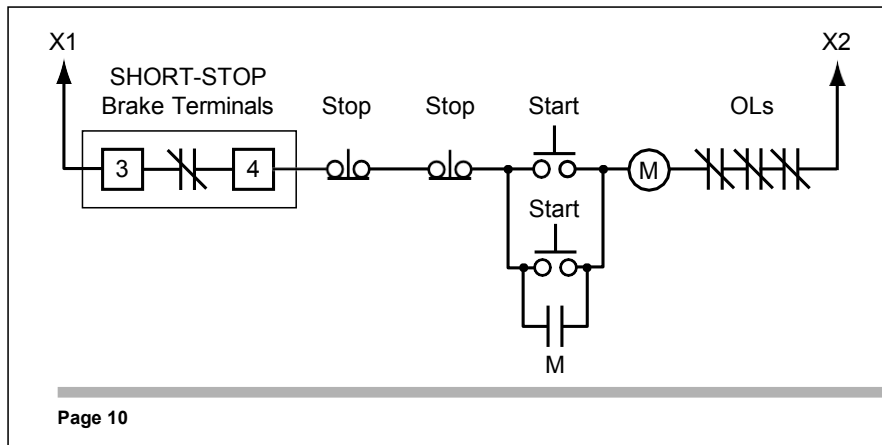 X1
X2
SHORT-STOP
Brake Terminals
Stop
Stop
Start
OLs
3
4
M
Start
M
Page 10